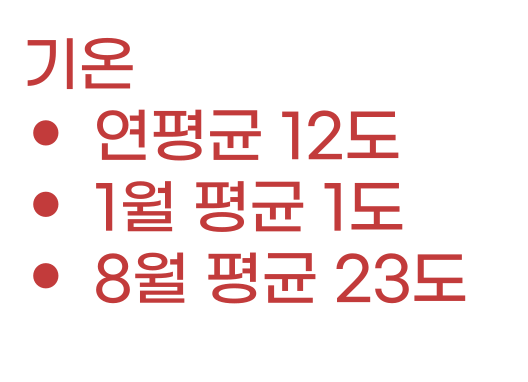 기온
• 연평균 12도
• 1월 평균 1도
• 8월 평균 23도